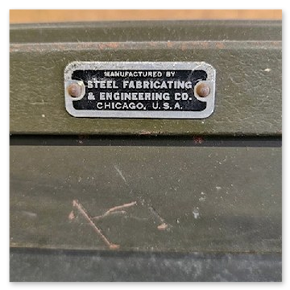 MANUFACTURED BY
STEEL FABRICATING
& ENGINEERING CO.
CHICAGO, U.S.A.